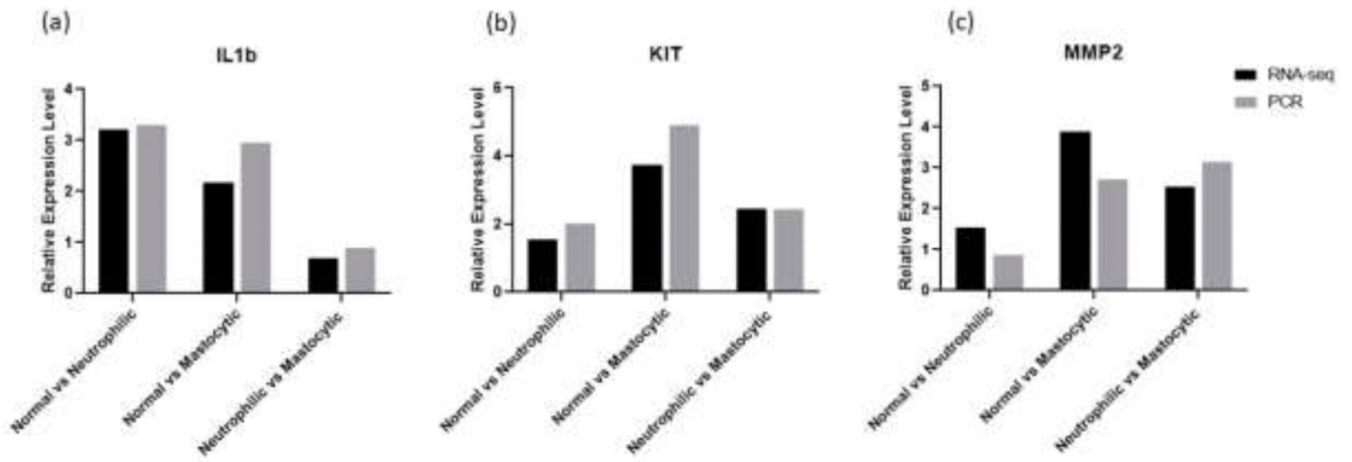 (a)
IL1b
Relative Expression Level
4
3
2
1
0
Normal vs Neutrophilic
Normal vs Mastocytic
Neutrophilic vs Mastocytic
(b)
KIT
Relative Expression Level
6
4
2
0
Normal vs Neutrophilic
Normal vs Mastocytic
Neutrophilic vs Mastocytic
(c)
MMP2
Relative Expression Level
5
4
3
2
1
0
Normal vs Neutrophilic
Normal vs Mastocytic
Neutrophilic vs Mastocytic
RNA-seq
PCR